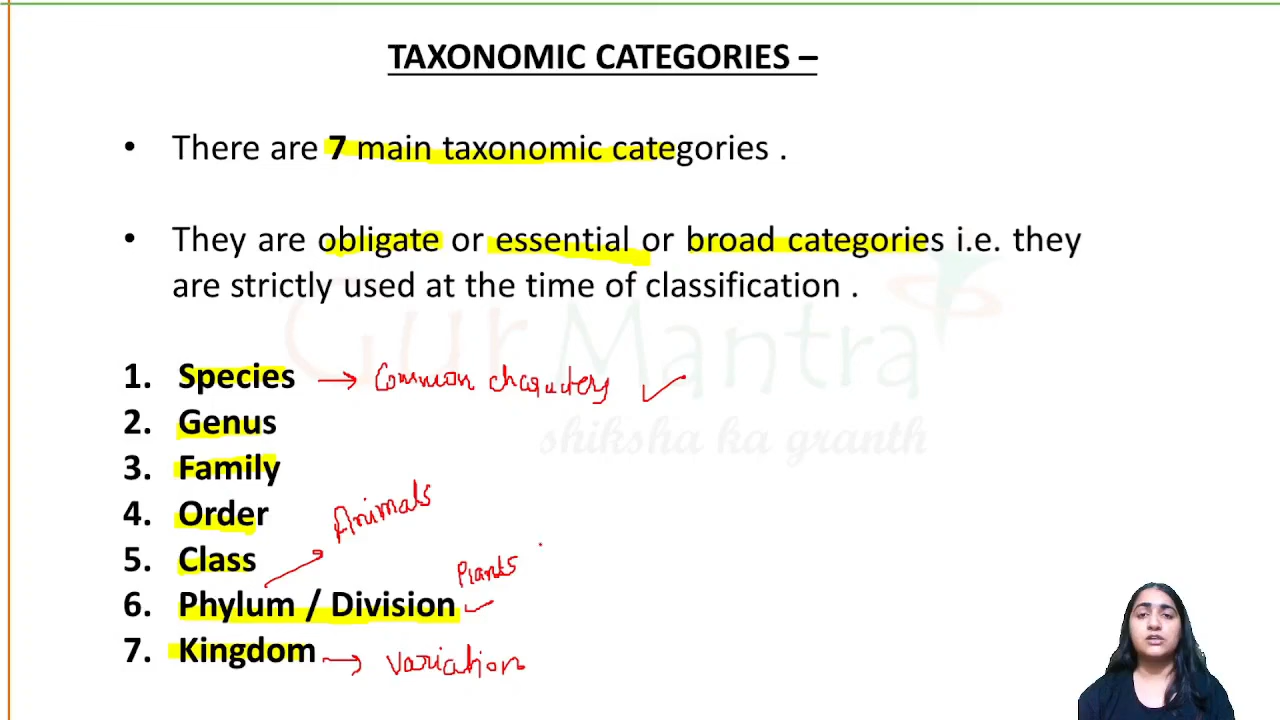 TAXONOMIC CATEGORIES –
• There are 7 main taxonomic categories .
• They are obligate or essential or broad categories i.e. they
are strictly used at the time of classification .
GurMantra
shiksha ka granth
1. Species → Common characters ✓
2. Genus
3. Family
4. Order
Animals
5. Class
Plants
6. Phylum / Division
7. Kingdom → variation